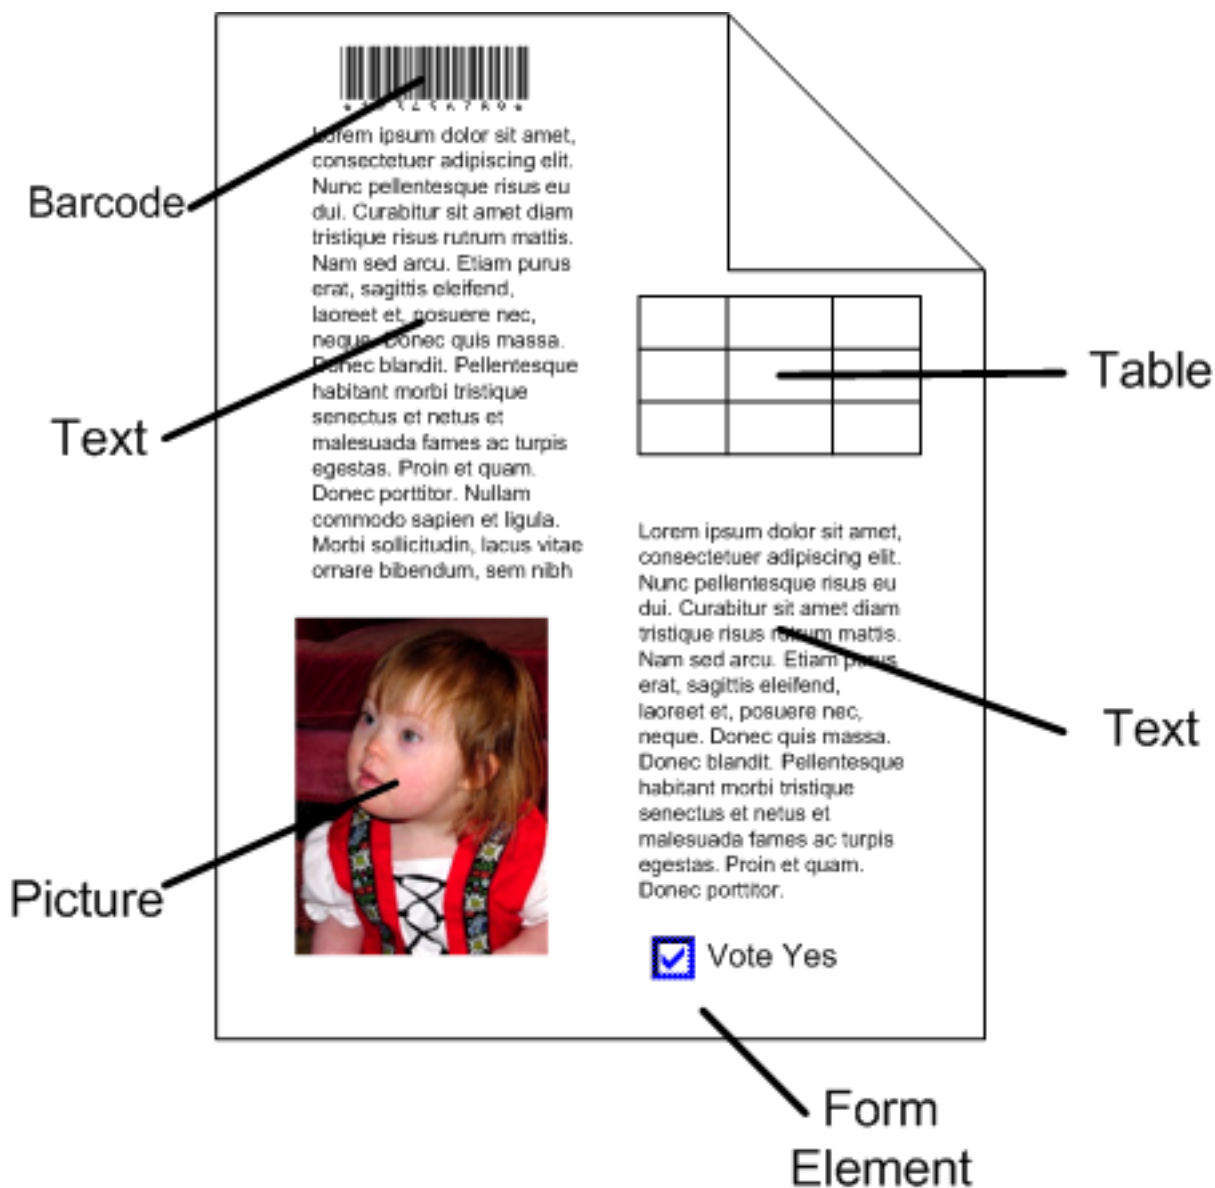 Barcode
Text
Picture
Lorem ipsum dolor sit amet,
consectetuer adipiscing elit.
Nunc pellentesque risus eu
dui. Curabitur sit amet diam
tristique risus rutrum mattis.
Nam sed arcu. Etiam purus
erat, sagittis eleifend,
laoreet et, posuere nec,
neque. Donec quis massa.
Donec blandit. Pellentesque
habitant morbi tristique
senectus et netus et
malesuada fames ac turpis
egestas. Proin et quam.
Donec porttitor. Nullam
commodo sapien et ligula.
Morbi sollicitudin, lacus vitae
ornare bibendum, sem nibh
Table
Lorem ipsum dolor sit amet,
consectetuer adipiscing elit.
Nunc pellentesque risus eu
dui. Curabitur sit amet diam
tristique risus rutrum mattis.
Nam sed arcu. Etiam purus
erat, sagittis eleifend,
laoreet et, posuere nec,
neque. Donec quis massa.
Donec blandit. Pellentesque
habitant morbi tristique
senectus et netus et
malesuada fames ac turpis
egestas. Proin et quam.
Donec porttitor.
Text
Vote Yes
Form
Element